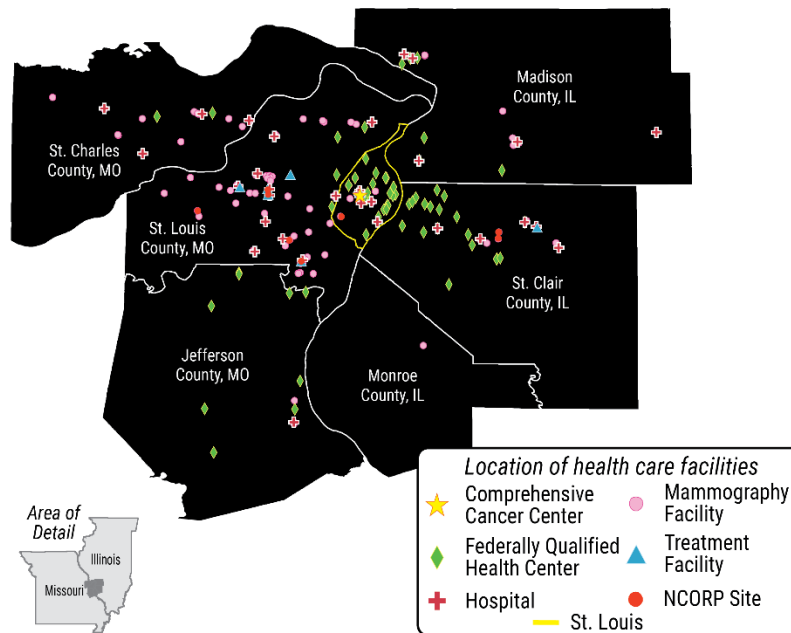 Madison
County, IL
St. Charles
County, MO
St. Louis
County, MO
St. Clair
County, IL
Jefferson
County, MO
Monroe
County, IL
Location of health care facilities
Comprehensive
Cancer Center
Mammography
Facility
Federally Qualified
Health Center
Treatment
Facility
Hospital
NCORP Site
St. Louis
Area of
Detail
Illinois
Missouri